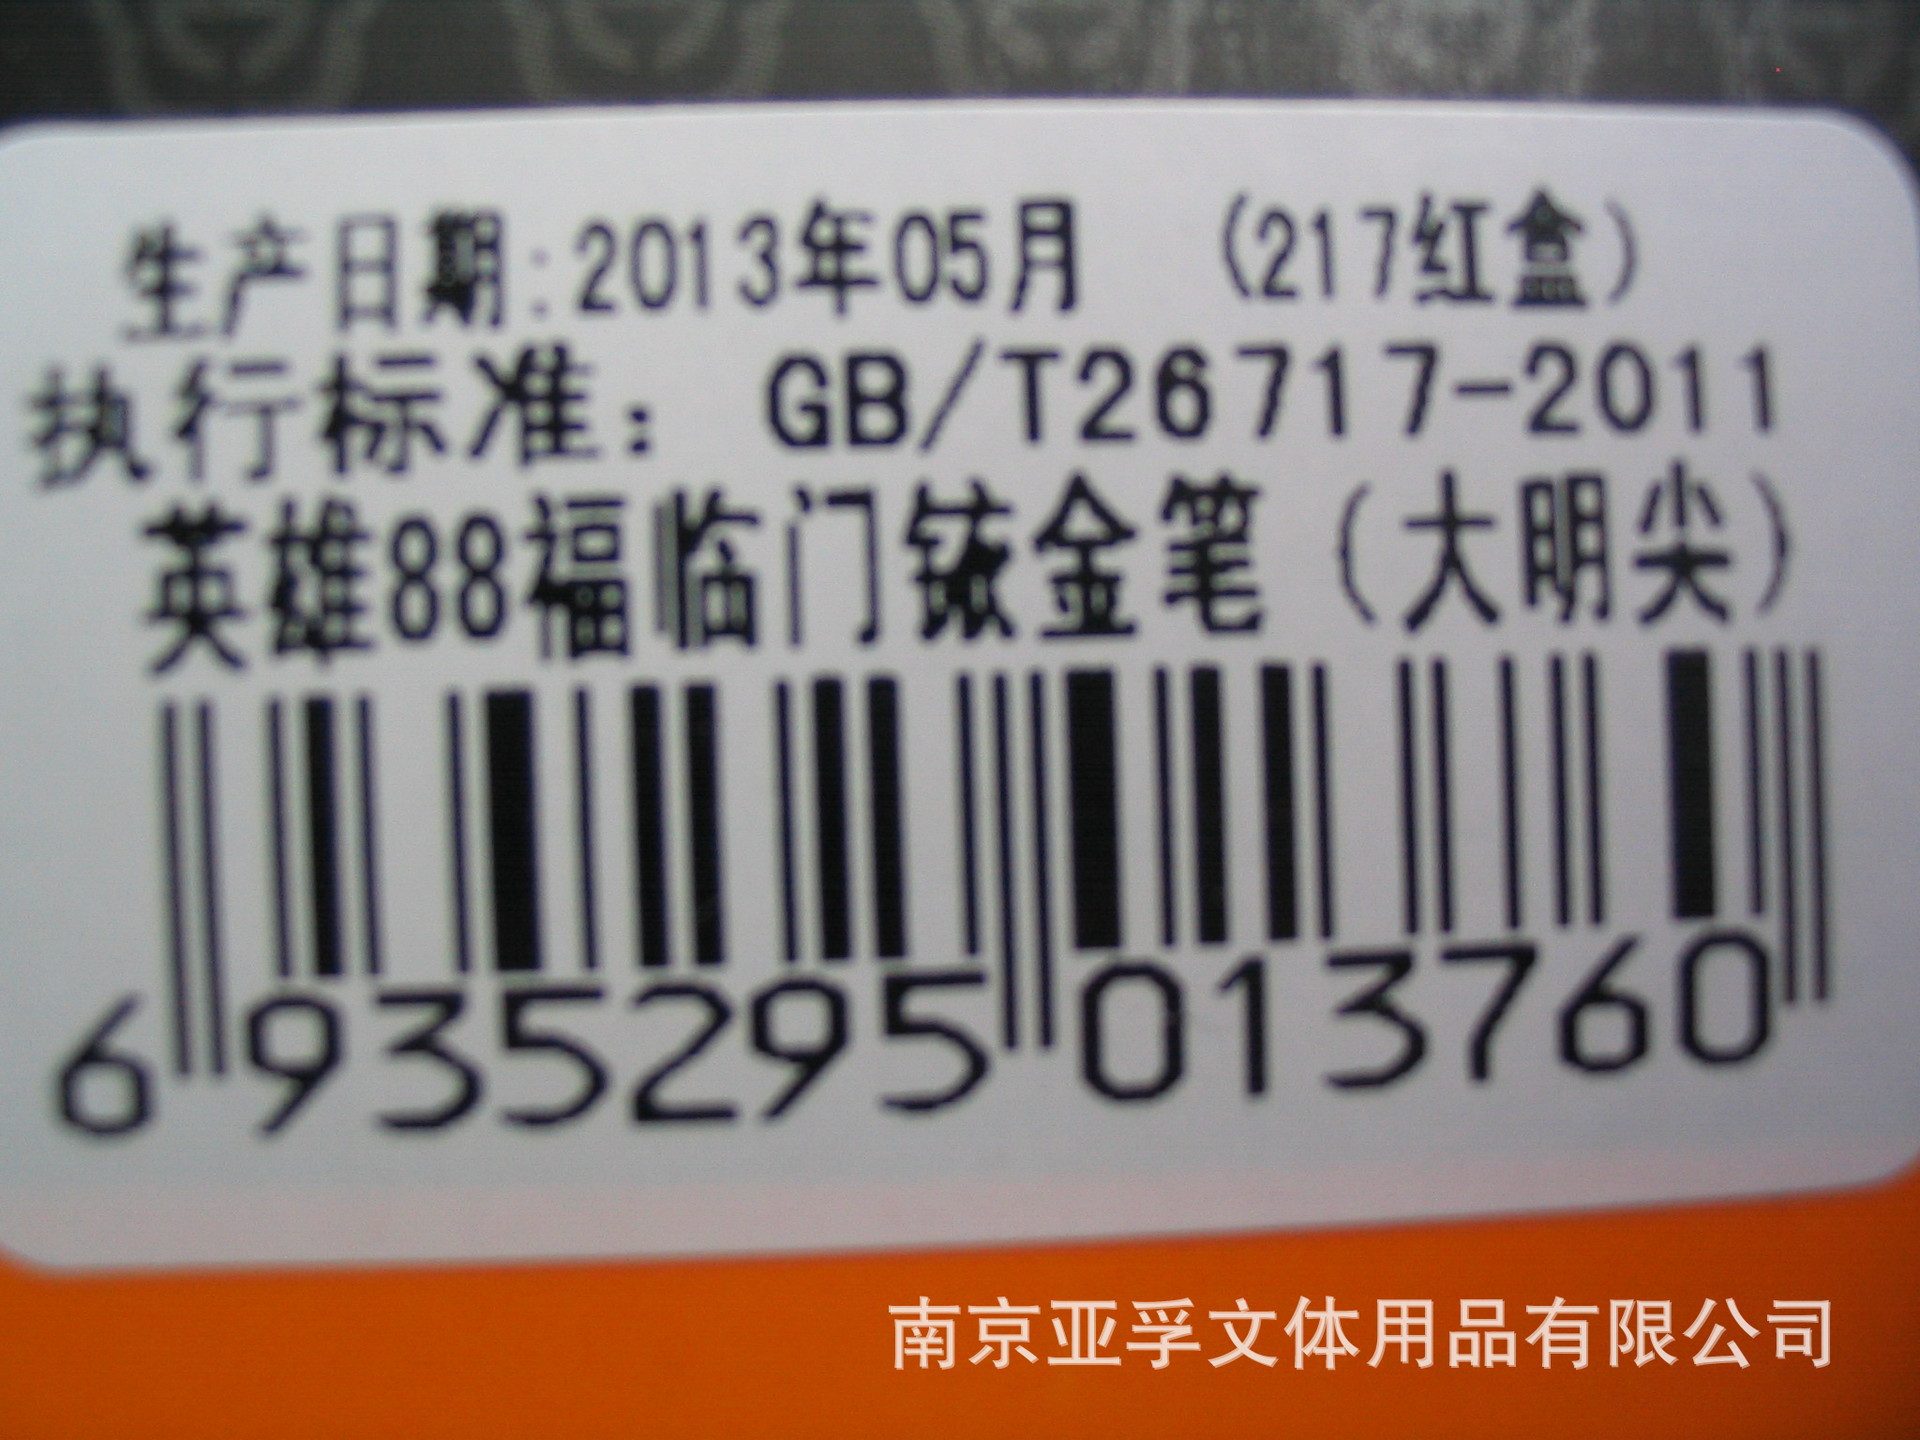 生产日期:2013年05月 (217红盒)
执行标准: GB/T26717-2011
英雄88福临门铱金笔(大明尖)
6935295013760
南京亚孚文体用品有限公司